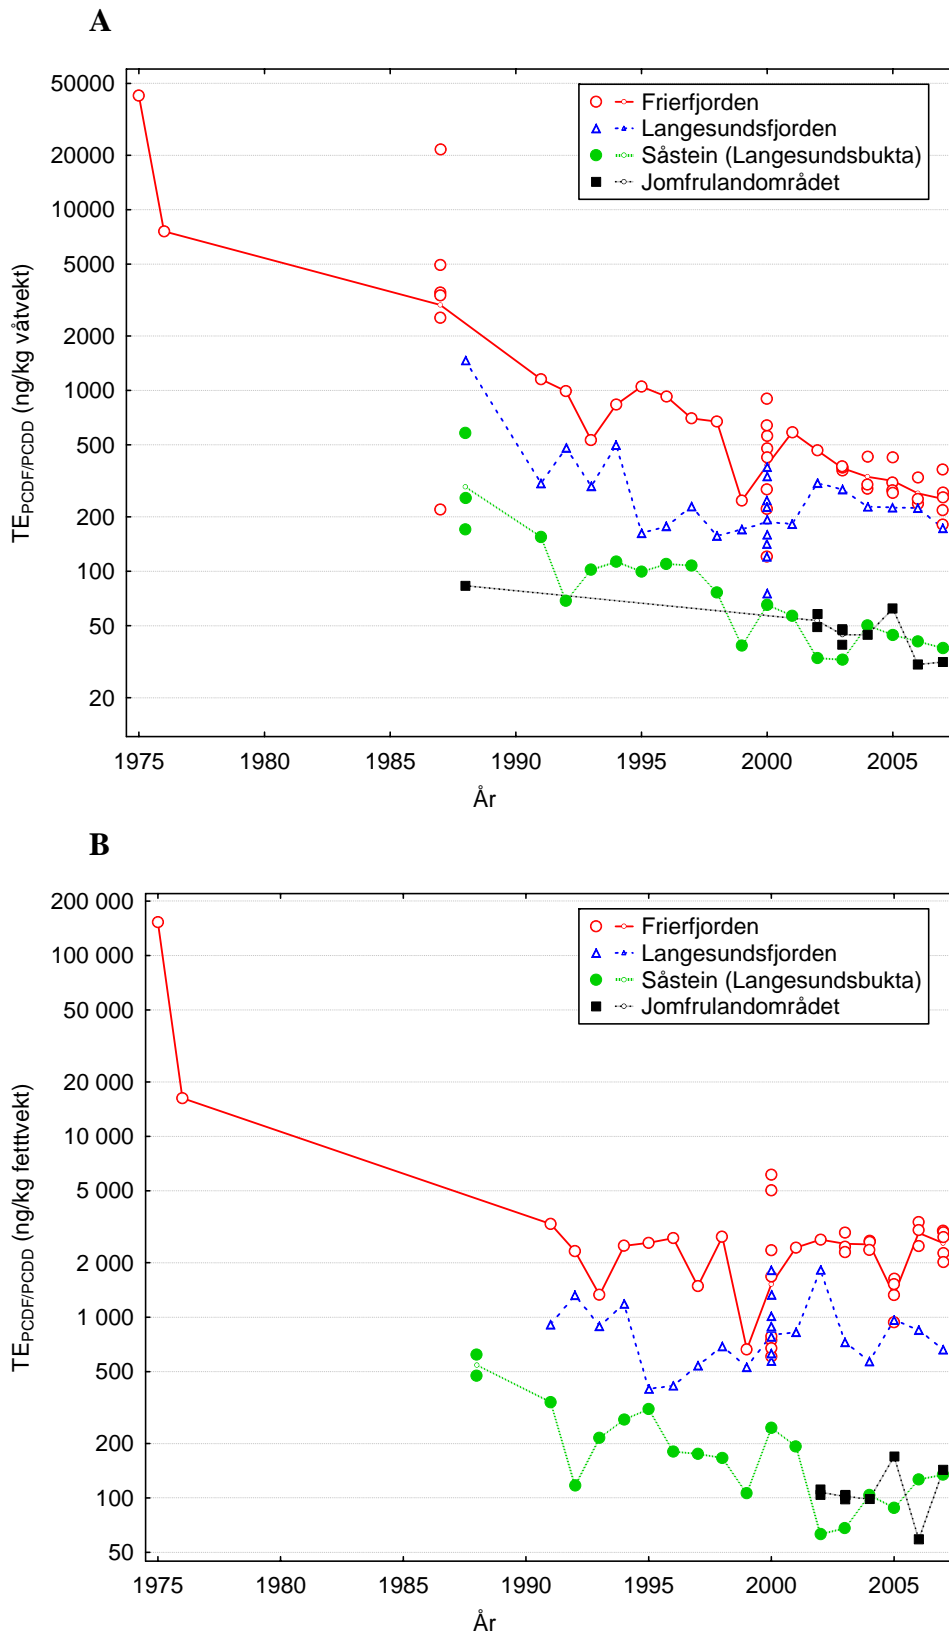 A
50000
20000
10000
5000
2000
1000
500
200
100
50
20
TEPCDF/PCDD (ng/kg våtvekt)
Frierfjorden
Langesundsfjorden
Såstein (Langesundsbukta)
Jomfrulandområdet
1975 1980 1985 1990 1995 2000 2005
År
B
200 000
100 000
50 000
20 000
10 000
5 000
2 000
1 000
500
200
100
50
TEPCDF/PCDD (ng/kg fetttvekt)
Frierfjorden
Langesundsfjorden
Såstein (Langesundsbukta)
Jomfrulandområdet
1975 1980 1985 1990 1995 2000 2005
År